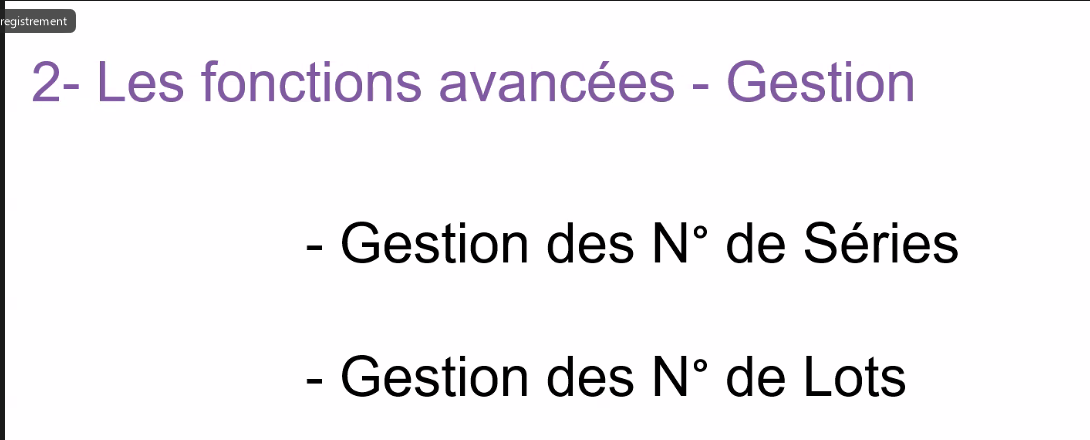 registrement
2- Les fonctions avancées - Gestion
- Gestion des N° de Séries
- Gestion des N° de Lots